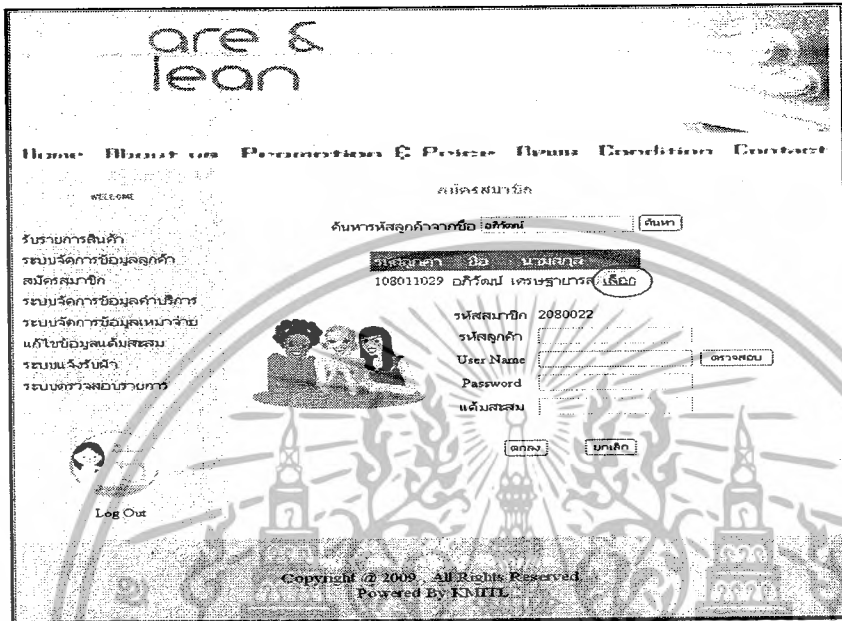 are &
lean
Home About us Promotion & Price News Condition Contact
WELCOME
รับรายการสินค้า
ระบบจัดการข้อมูลลูกค้า
สมัครสมาชิก
ระบบจัดการข้อมูลค่าบริการ
ระบบจัดการข้อมูลเหมาจ่าย
แก้ไขข้อมูลแต้มสะสม
ระบบแจ้งรับผ้า
ระบบตรวจสอบรายการ
Log Out
สมัครสมาชิก
ค้นหารหัสลูกค้าจากชื่อ อภิวัฒน์ ค้นหา
รหัสลูกค้า ชื่อ นามสกุล
108011029 อภิวัฒน์ เศรษฐาภารส เลือก
รหัสสมาชิก 2080022
รหัสลูกค้า
User Name ตรวจสอบ
Password
แต้มสะสม
ตกลง ยกเลิก
Copyright @ 2009 , All Rights Reserved
Powered By KMITL